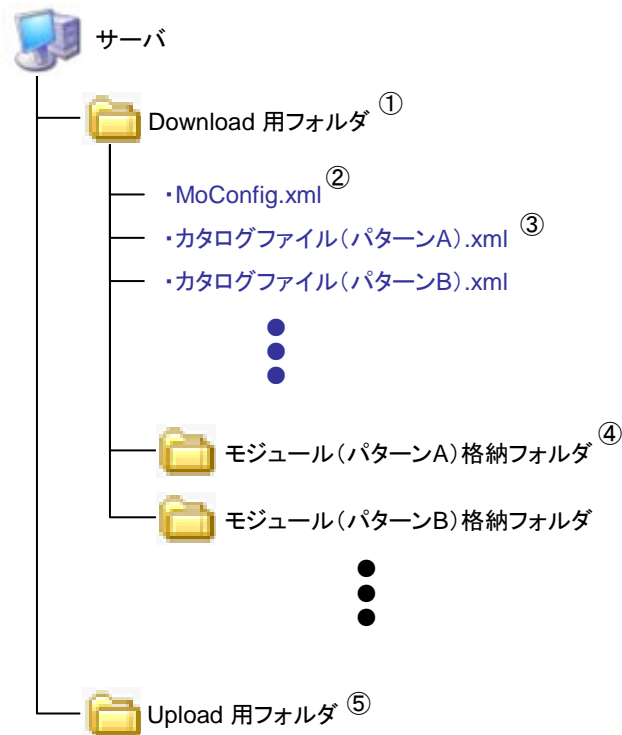 サーバ
Download 用フォルダ ①
・MoConfig.xml ②
・カタログファイル(パターンA).xml ③
・カタログファイル(パターンB).xml
モジュール(パターンA)格納フォルダ ④
モジュール(パターンB)格納フォルダ
Upload 用フォルダ ⑤